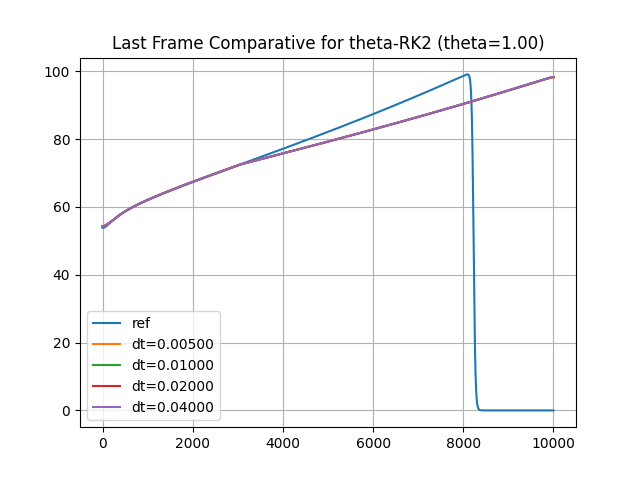 Last Frame Comparative for theta-RK2 (theta=1.00)
100
80
60
40
20
0
ref
dt=0.00500
dt=0.01000
dt=0.02000
dt=0.04000
0 2000 4000 6000 8000 10000